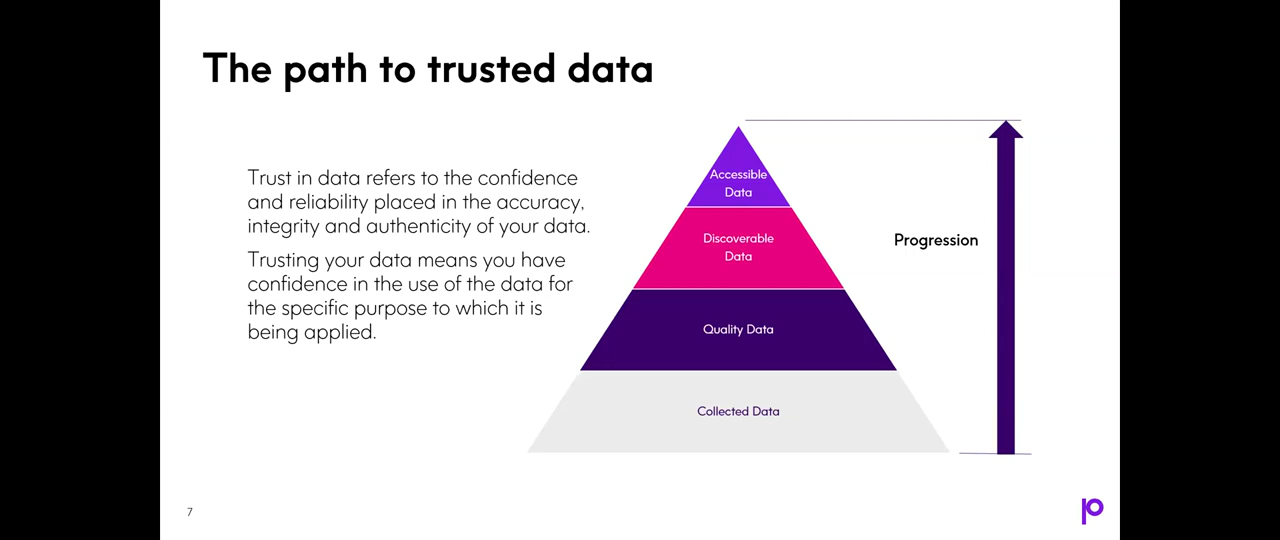 The path to trusted data
Trust in data refers to the confidence
and reliability placed in the accuracy,
integrity and authenticity of your data.
Trusting your data means you have
confidence in the use of the data for
the specific purpose to which it is
being applied.
Accessible
Data
Discoverable
Data
Quality Data
Collected Data
Progression
7